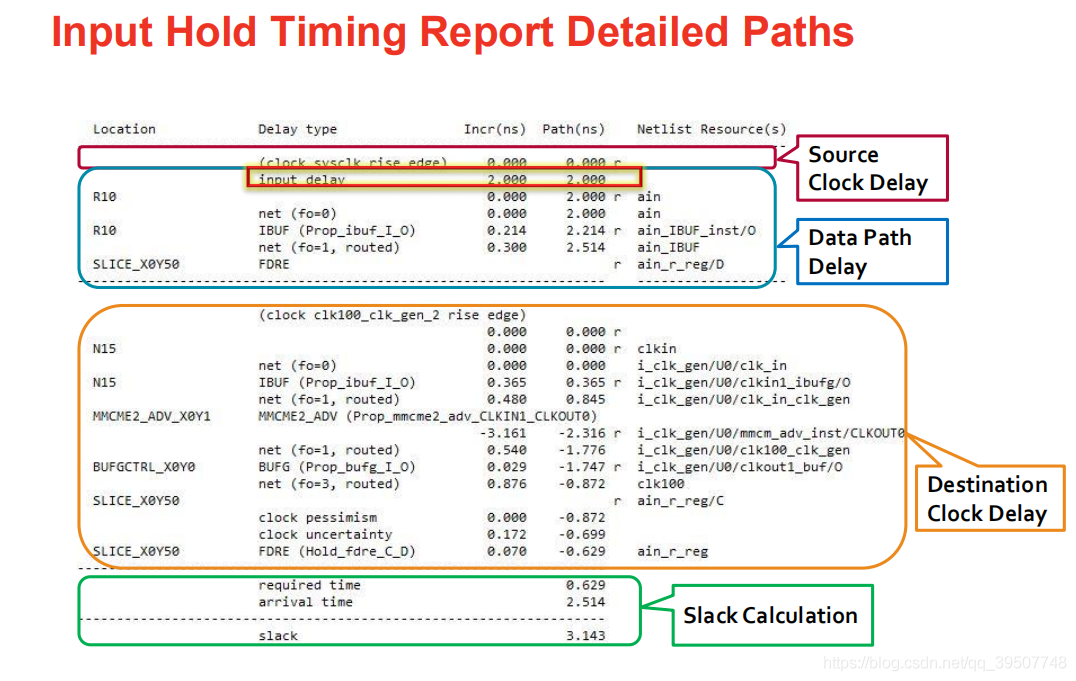 Input Hold Timing Report Detailed Paths
Location Delay type Incr(ns) Path(ns) Netlist Resource(s)
(clock sysclk rise edge) 0.000 0.000 r
input delay 2.000 2.000
R10 0.000 2.000 r ain
net (fo=0) 0.000 2.000 ain
R10 IBUF (Prop_ibuf_I_O) 0.214 2.214 r ain_IBUF_inst/O
net (fo=1, routed) 0.300 2.514 ain_IBUF
SLICE_X0Y50 FDRE r ain_r_reg/D
Source
Clock Delay
Data Path
Delay
(clock clk100_clk_gen_2 rise edge)
0.000 0.000 r
N15 0.000 0.000 r clkin
net (fo=0) 0.000 0.000 i_clk_gen/U0/clk_in
N15 IBUF (Prop_ibuf_I_O) 0.365 0.365 r i_clk_gen/U0/clkin1_ibufg/O
net (fo=1, routed) 0.480 0.845 i_clk_gen/U0/clk_in_clk_gen
MMCME2_ADV_X0Y1 MMCME2_ADV (Prop_mmcme2_adv_CLKIN1_CLKOUT0)
-3.161 -2.316 r i_clk_gen/U0/mmcm_adv_inst/CLKOUT0
net (fo=1, routed) 0.540 -1.776 i_clk_gen/U0/clk100_clk_gen
BUFGCTRL_X0Y0 BUFG (Prop_bufg_I_O) 0.029 -1.747 r i_clk_gen/U0/clkout1_buf/O
net (fo=3, routed) 0.876 -0.872 clk100
SLICE_X0Y50 r ain_r_reg/C
clock pessimism 0.000 -0.872
clock uncertainty 0.172 -0.699
SLICE_X0Y50 FDRE (Hold_fdre_C_D) 0.070 -0.629 ain_r_reg
Destination
Clock Delay
required time 0.629
arrival time 2.514
slack 3.143
Slack Calculation
https://blog.csdn.net/qq_39507748